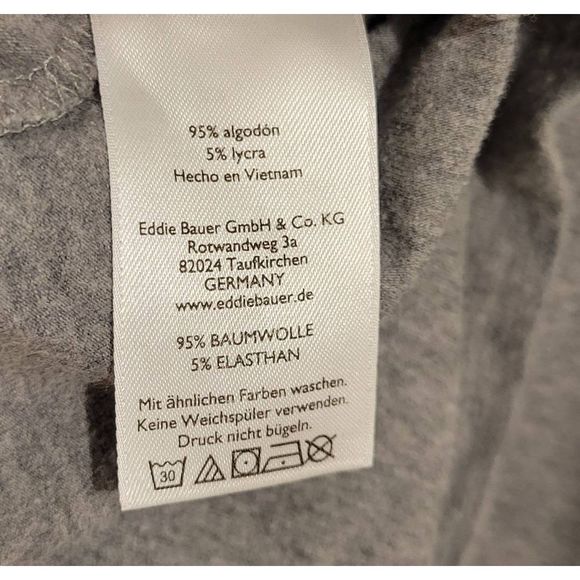 95% algodón
5% lycra
Hecho en Vietnam
Eddie Bauer GmbH & Co. KG
Rotwandweg 3a
82024 Taufkirchen
GERMANY
www.eddiebauer.de
95% BAUMWOLLE
5% ELASTHAN
Mit ähnlichen Farben waschen.
Keine Weichspüler verwenden.
Druck nicht bügeln.
30